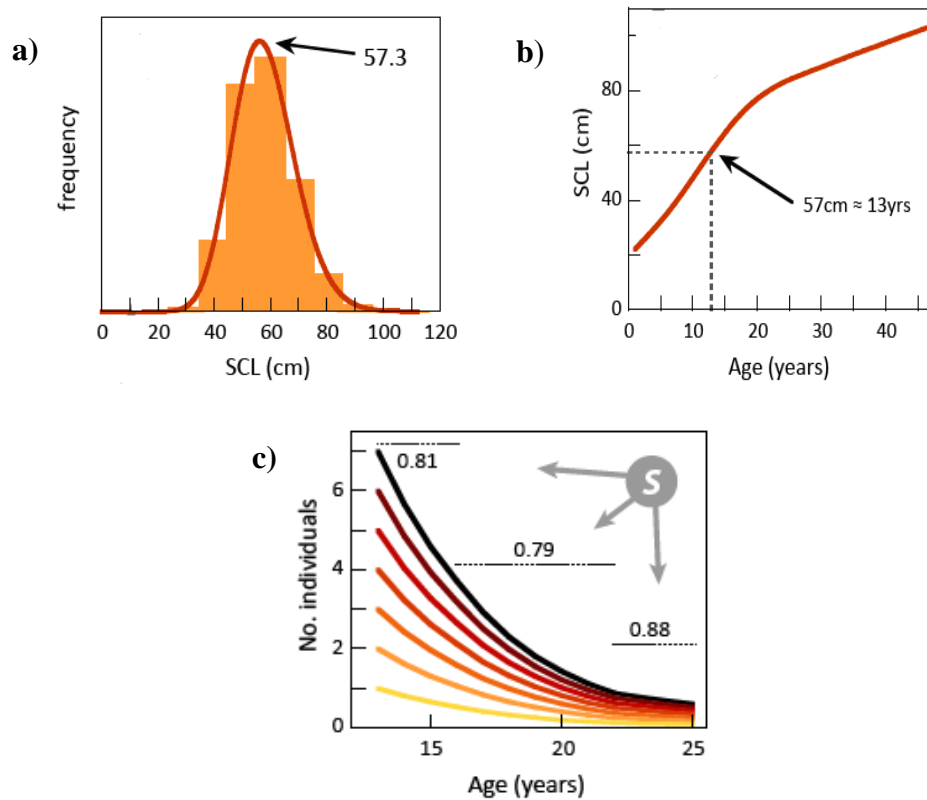 a)
57.3
frequency
0 20 40 60 80 100 120
SCL (cm)
b)
80
40
0
SCL (cm)
57cm ≈ 13yrs
0 10 20 30 40
Age (years)
c)
S
0.81
0.79
0.88
6
4
2
0
No. individuals
15 20 25
Age (years)